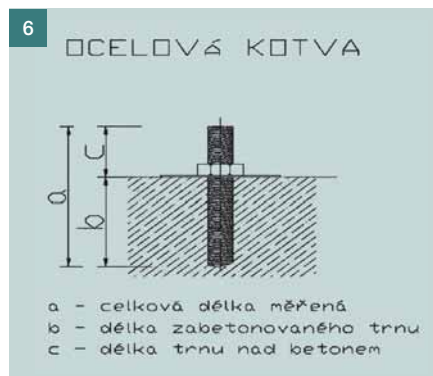 6
OCELOVÁ KOTVA
c
a
b
a - celková délka měřená
b - délka zabetonovaného trnu
c - délka trnu nad betonem